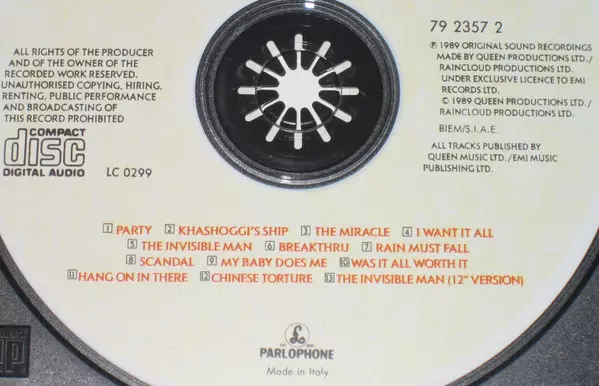 79 2357 2
ALL RIGHTS OF THE PRODUCER
AND OF THE OWNER OF THE
RECORDED WORK RESERVED.
UNAUTHORISED COPYING, HIRING,
RENTING, PUBLIC PERFORMANCE
AND BROADCASTING OF
THIS RECORD PROHIBITED
COMPACT
disc
DIGITAL AUDIO
LC 0299
℗ 1989 ORIGINAL SOUND RECORDINGS
MADE BY QUEEN PRODUCTIONS LTD./
RAINCLOUD PRODUCTIONS LTD.
UNDER EXCLUSIVE LICENCE TO EMI
RECORDS LTD.
© 1989 QUEEN PRODUCTIONS LTD./
RAINCLOUD PRODUCTIONS LTD.
BIEM/S.I.A.E.
ALL TRACKS PUBLISHED BY
QUEEN MUSIC LTD./EMI MUSIC
PUBLISHING LTD.
1 PARTY 2 KHASHOGGI'S SHIP 3 THE MIRACLE 4 I WANT IT ALL
5 THE INVISIBLE MAN 6 BREAKTHRU 7 RAIN MUST FALL
8 SCANDAL 9 MY BABY DOES ME 10 WAS IT ALL WORTH IT
11 HANG ON IN THERE 12 CHINESE TORTURE 13 THE INVISIBLE MAN (12" VERSION)
PARLOPHONE
Made in Italy